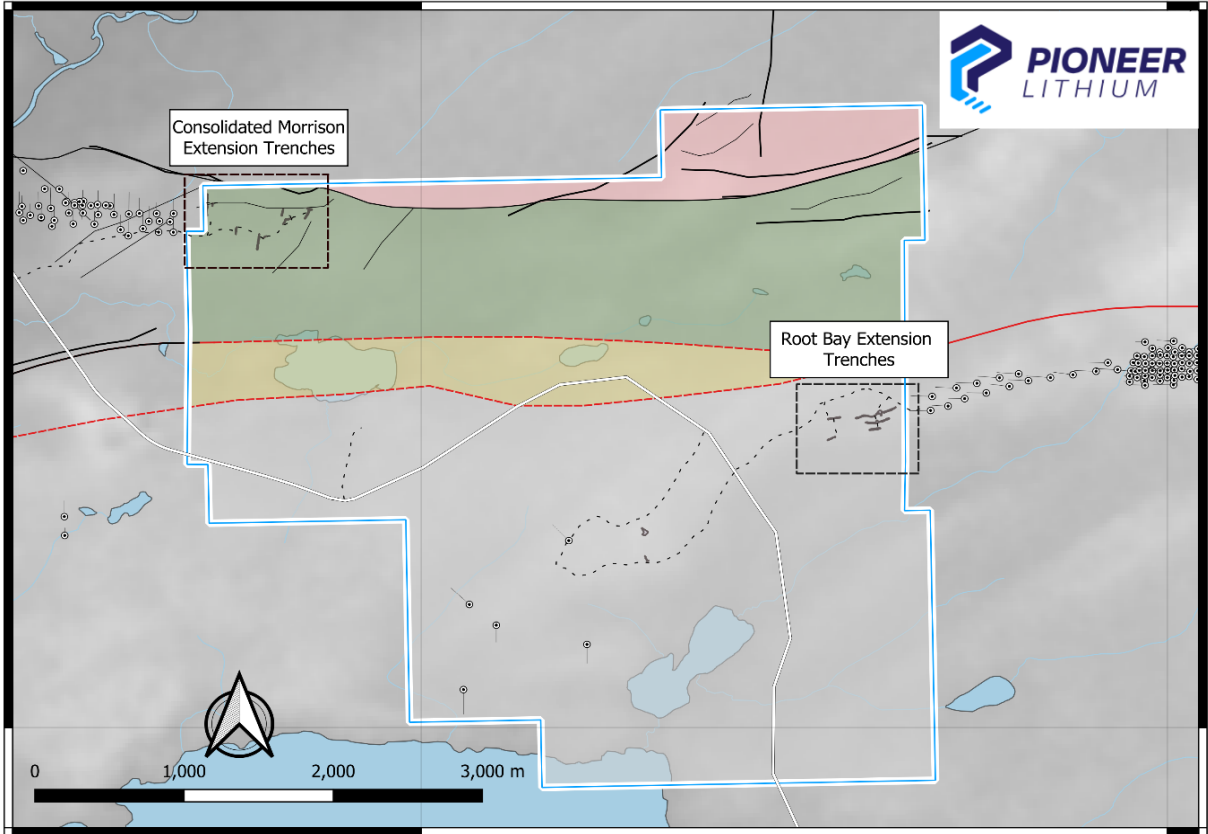 PIONEER
LITHIUM
Consolidated Morrison
Extension Trenches
Root Bay Extension
Trenches
0 1,000 2,000 3,000 m